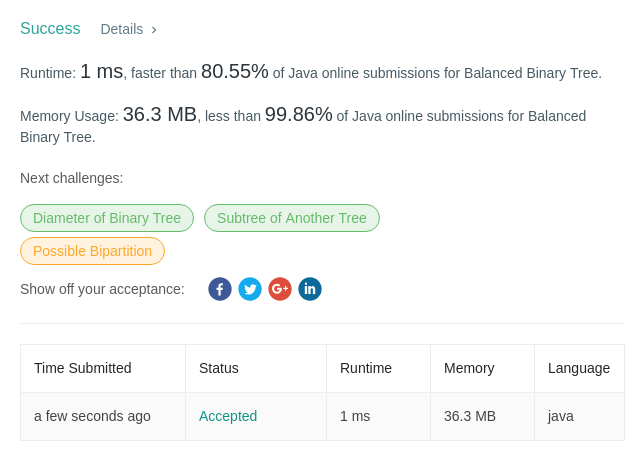 Success Details >
Runtime: 1 ms, faster than 80.55% of Java online submissions for Balanced Binary Tree.
Memory Usage: 36.3 MB, less than 99.86% of Java online submissions for Balanced
Binary Tree.
Next challenges:
Diameter of Binary Tree Subtree of Another Tree
Possible Bipartition
Show off your acceptance: f G+ in
Time Submitted Status Runtime Memory Language
a few seconds ago Accepted 1 ms 36.3 MB java